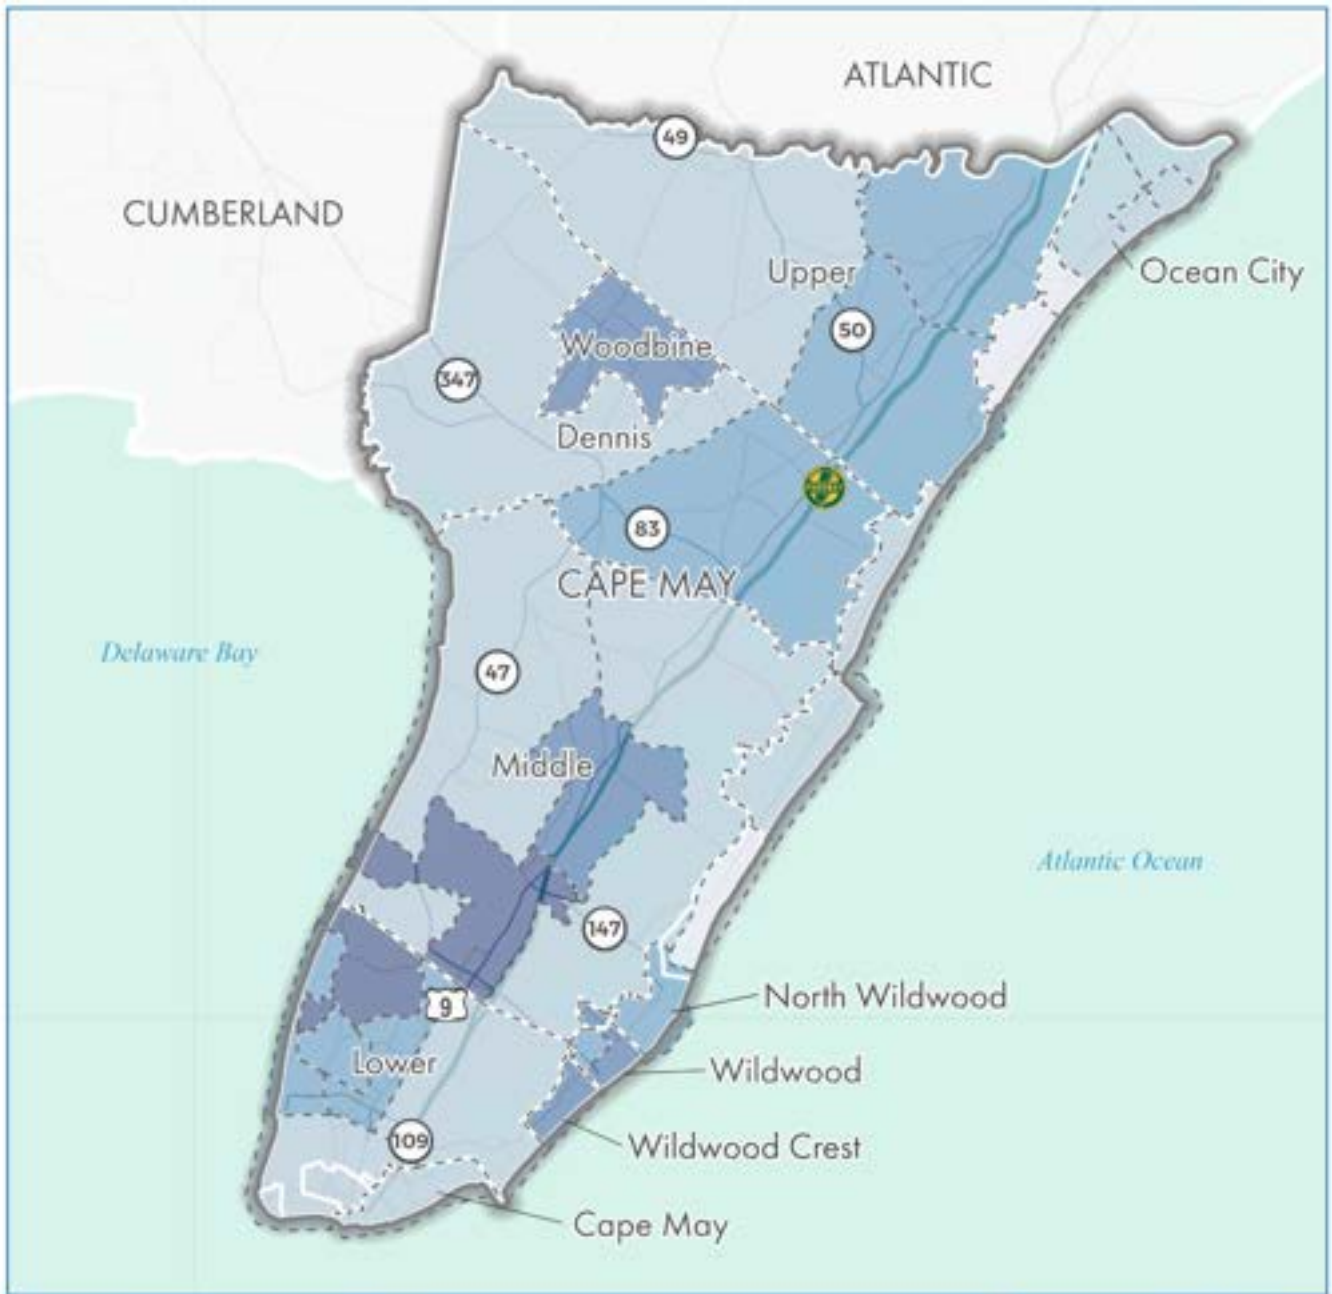 ATLANTIC
49
CUMBERLAND
Upper
Ocean City
50
Woodbine
347
Dennis
83
CAPE MAY
Delaware Bay
47
Middle
Atlantic Ocean
147
North Wildwood
9
Lower
Wildwood
109
Wildwood Crest
Cape May